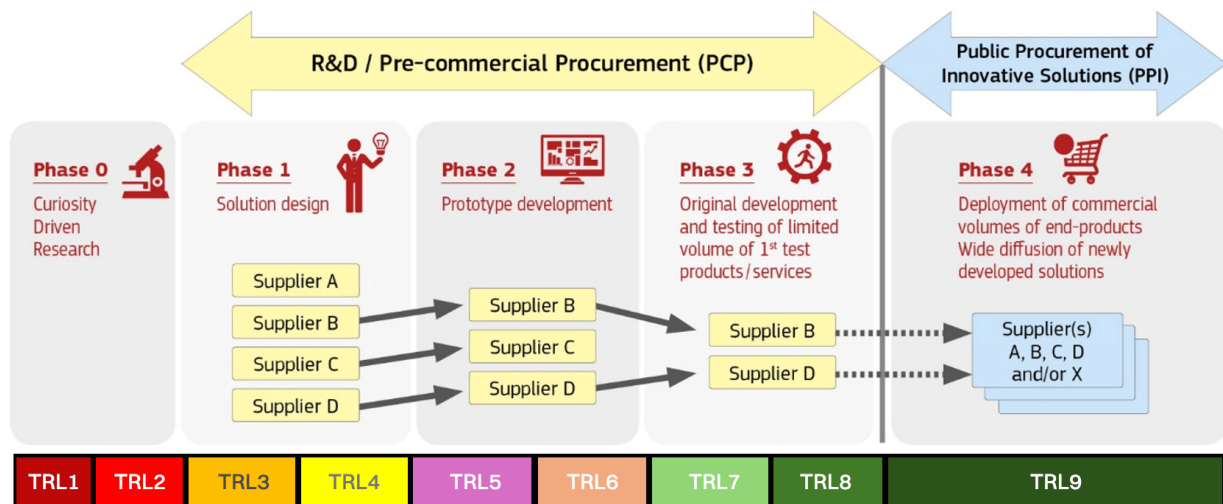 R&D / Pre-commercial Procurement (PCP)
Public Procurement of
Innovative Solutions (PPI)
Phase 0
Curiosity
Driven
Research
Phase 1
Solution design
Supplier A
Supplier B
Supplier C
Supplier D
Phase 2
Prototype development
Supplier B
Supplier C
Supplier D
Phase 3
Original development
and testing of limited
volume of 1st test
products/services
Supplier B
Supplier D
Phase 4
Deployment of commercial
volumes of end-products
Wide diffusion of newly
developed solutions
Supplier(s)
A, B, C, D
and/or X
TRL1
TRL2
TRL3
TRL4
TRL5
TRL6
TRL7
TRL8
TRL9